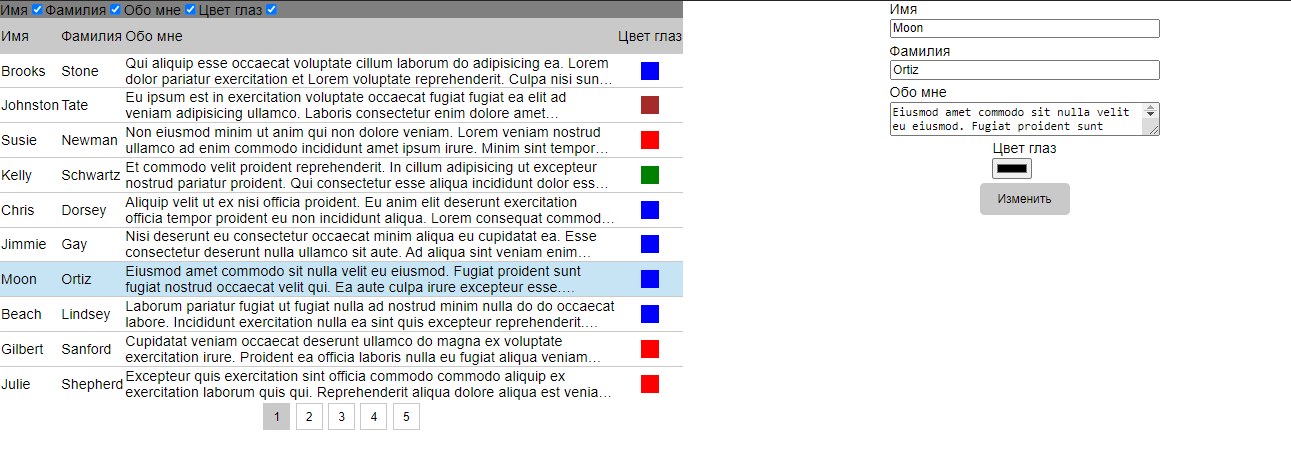 Имя Фамилия Обо мне Цвет глаз
Имя Фамилия Обо мне Цвет глаз
Brooks Stone Qui aliquip esse occaecat voluptate cillum laborum do adipisicing ea. Lorem
dolor pariatur exercitation et Lorem voluptate reprehenderit. Culpa nisi sun...
Johnston Tate Eu ipsum est in exercitation voluptate occaecat fugiat fugiat ea elit ad
veniam adipisicing ullamco. Laboris consectetur enim dolore amet...
Susie Newman Non eiusmod minim ut anim qui non dolore veniam. Lorem veniam nostrud
ullamco ad enim commodo incididunt amet ipsum irure. Minim sint tempor...
Kelly Schwartz Et commodo velit proident reprehenderit. In cillum adipisicing ut excepteur
nostrud pariatur proident. Qui consectetur esse aliqua incididunt dolor ess...
Chris Dorsey Aliquip velit ut ex nisi officia proident. Eu anim elit deserunt exercitation
officia tempor proident eu non incididunt aliqua. Lorem consequat commod...
Jimmie Gay Nisi deserunt eu consectetur occaecat minim aliqua eu cupidatat ea. Esse
consectetur deserunt nulla ullamco sit aute. Ad aliqua sint veniam enim...
Moon Ortiz Eiusmod amet commodo sit nulla velit eu eiusmod. Fugiat proident sunt
fugiat nostrud occaecat velit qui. Ea aute culpa irure excepteur esse....
Beach Lindsey Laborum pariatur fugiat ut fugiat nulla ad nostrud minim nulla do do occaecat
labore. Incididunt exercitation nulla ea sint quis excepteur reprehenderit....
Gilbert Sanford Cupidatat veniam occaecat deserunt ullamco do magna ex voluptate
exercitation irure. Proident ea officia laboris nulla eu fugiat aliqua veniam...
Julie Shepherd Excepteur quis exercitation sint officia commodo commodo aliquip ex
exercitation laborum quis qui. Reprehenderit aliqua dolore aliqua est venia...
1 2 3 4 5
Имя
Moon
Фамилия
Ortiz
Обо мне
Eiusmod amet commodo sit nulla velit
eu eiusmod. Fugiat proident sunt
Цвет глаз
Изменить